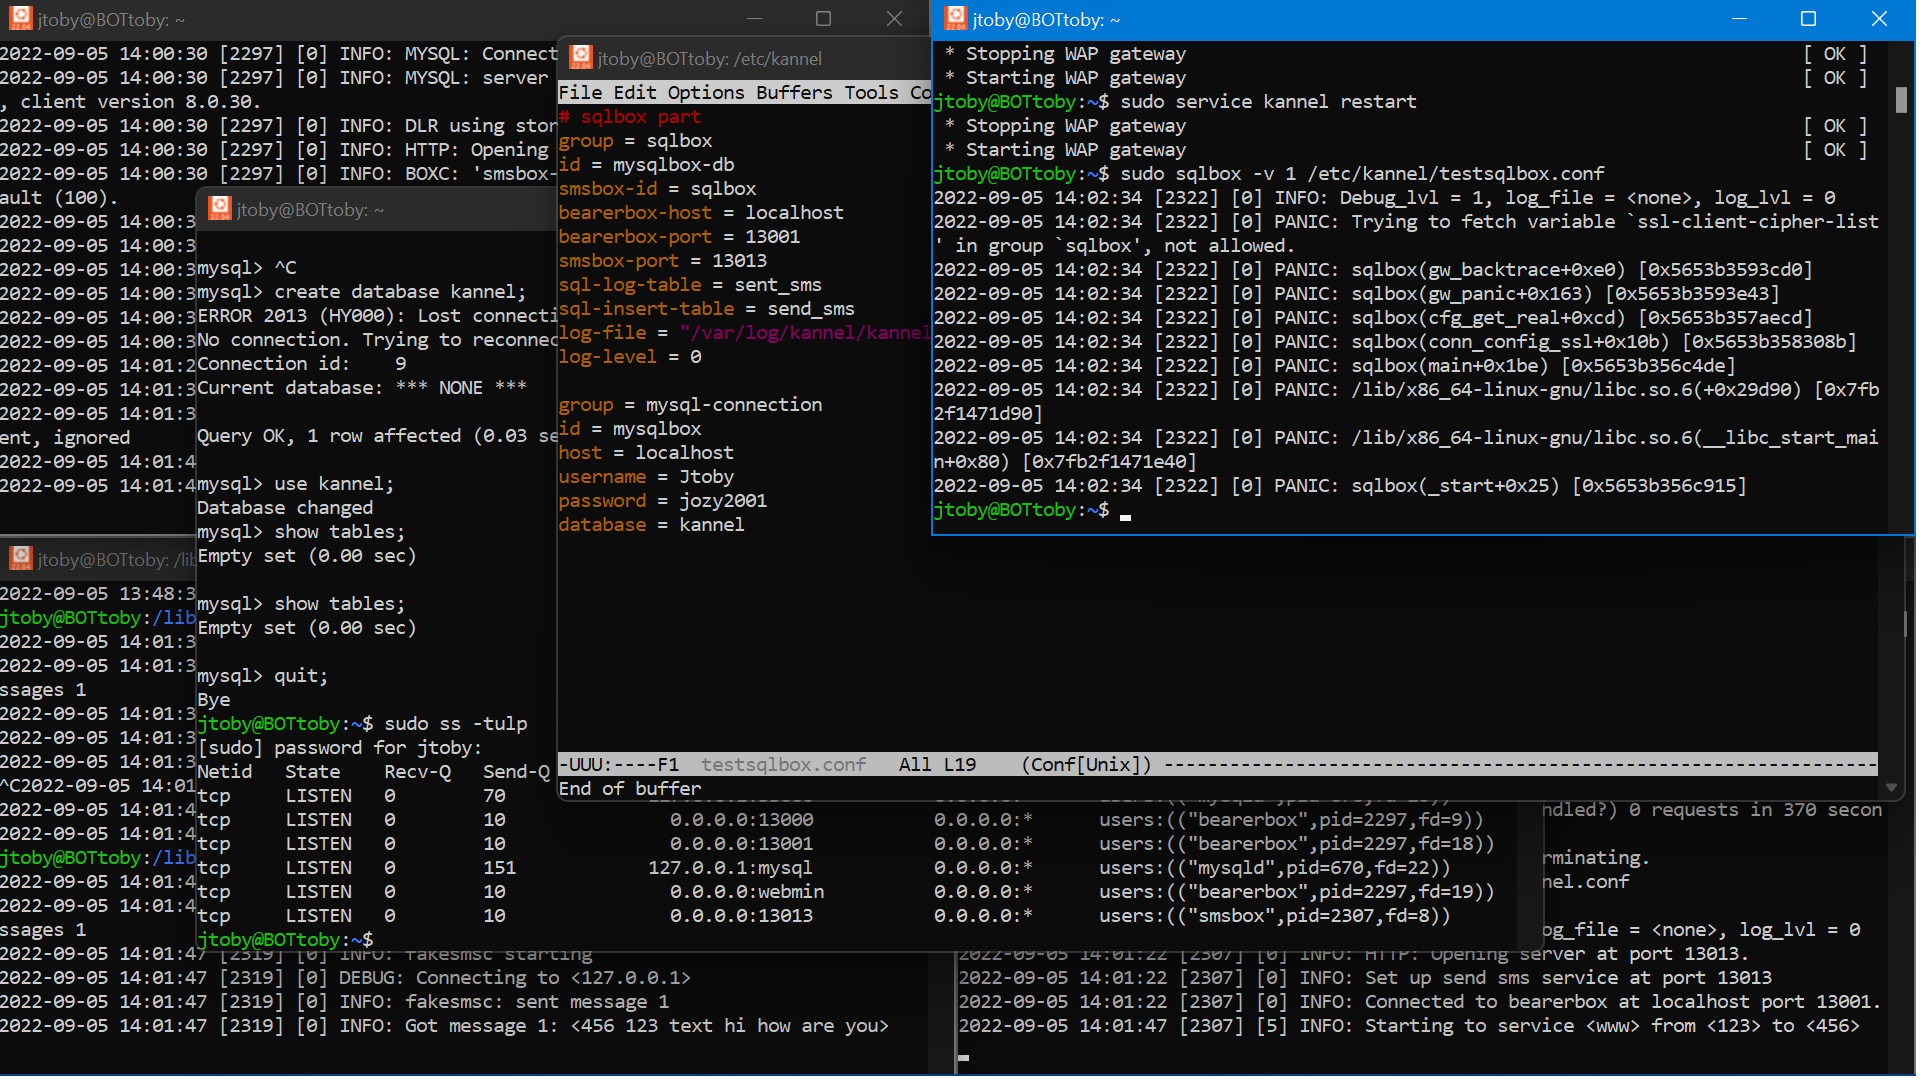 jtoby@BOTtoby: ~
2022-09-05 14:00:30 [2297] [0] INFO: MYSQL: Connect
2022-09-05 14:00:30 [2297] [0] INFO: MYSQL: server
, client version 8.0.30.
2022-09-05 14:00:30 [2297] [0] INFO: DLR using stor
2022-09-05 14:00:30 [2297] [0] INFO: HTTP: Opening
2022-09-05 14:00:30 [2297] [0] INFO: BOXC: 'smsbox-
ault (100).
2022-09-05 14:00:3
2022-09-05 14:00:3
2022-09-05 14:00:3
2022-09-05 14:00:3
2022-09-05 14:00:3
2022-09-05 14:00:3
2022-09-05 14:01:2
2022-09-05 14:01:3
2022-09-05 14:01:3
ent, ignored
2022-09-05 14:01:4
2022-09-05 14:01:4
jtoby@BOTtoby: ~
mysql> ^C
mysql> create database kannel;
ERROR 2013 (HY000): Lost connecti
No connection. Trying to reconnec
Connection id:    9
Current database: *** NONE ***
Query OK, 1 row affected (0.03 se
mysql> use kannel;
Database changed
mysql> show tables;
Empty set (0.00 sec)
mysql> show tables;
Empty set (0.00 sec)
mysql> quit;
Bye
jtoby@BOTtoby:~$ sudo ss -tulp
[sudo] password for jtoby:
Netid   State    Recv-Q   Send-Q
tcp     LISTEN   0        70
tcp     LISTEN   0        10              0.0.0.0:13000           0.0.0.0:*      users:(("bearerbox",pid=2297,fd=9))
tcp     LISTEN   0        10              0.0.0.0:13001           0.0.0.0:*      users:(("bearerbox",pid=2297,fd=18))
tcp     LISTEN   0        151           127.0.0.1:mysql           0.0.0.0:*      users:(("mysqld",pid=670,fd=22))
tcp     LISTEN   0        10              0.0.0.0:webmin          0.0.0.0:*      users:(("bearerbox",pid=2297,fd=19))
tcp     LISTEN   0        10              0.0.0.0:13013           0.0.0.0:*      users:(("smsbox",pid=2307,fd=8))
jtoby@BOTtoby:~$
jtoby@BOTtoby: /etc/kannel
File Edit Options Buffers Tools Co
# sqlbox part
group = sqlbox
id = mysqlbox-db
smsbox-id = sqlbox
bearerbox-host = localhost
bearerbox-port = 13001
smsbox-port = 13013
sql-log-table = sent_sms
sql-insert-table = send_sms
log-file = "/var/log/kannel/kannel
log-level = 0
group = mysql-connection
id = mysqlbox
host = localhost
username = Jtoby
password = jozy2001
database = kannel
-UUU:----F1  testsqlbox.conf   All L19    (Conf[Unix]) -----------------------------------------------------------------
End of buffer
jtoby@BOTtoby: ~
 * Stopping WAP gateway [ OK ]
 * Starting WAP gateway [ OK ]
jtoby@BOTtoby:~$ sudo service kannel restart
 * Stopping WAP gateway [ OK ]
 * Starting WAP gateway [ OK ]
jtoby@BOTtoby:~$ sudo sqlbox -v 1 /etc/kannel/testsqlbox.conf
2022-09-05 14:02:34 [2322] [0] INFO: Debug_lvl = 1, log_file = <none>, log_lvl = 0
2022-09-05 14:02:34 [2322] [0] PANIC: Trying to fetch variable `ssl-client-cipher-list
' in group `sqlbox', not allowed.
2022-09-05 14:02:34 [2322] [0] PANIC: sqlbox(gw_backtrace+0xe0) [0x5653b3593cd0]
2022-09-05 14:02:34 [2322] [0] PANIC: sqlbox(gw_panic+0x163) [0x5653b3593e43]
2022-09-05 14:02:34 [2322] [0] PANIC: sqlbox(cfg_get_real+0xcd) [0x5653b357aecd]
2022-09-05 14:02:34 [2322] [0] PANIC: sqlbox(conn_config_ssl+0x10b) [0x5653b358308b]
2022-09-05 14:02:34 [2322] [0] PANIC: sqlbox(main+0x1be) [0x5653b356c4de]
2022-09-05 14:02:34 [2322] [0] PANIC: /lib/x86_64-linux-gnu/libc.so.6(+0x29d90) [0x7fb
2f1471d90]
2022-09-05 14:02:34 [2322] [0] PANIC: /lib/x86_64-linux-gnu/libc.so.6(__libc_start_mai
n+0x80) [0x7fb2f1471e40]
2022-09-05 14:02:34 [2322] [0] PANIC: sqlbox(_start+0x25) [0x5653b356c915]
jtoby@BOTtoby:~$
jtoby@BOTtoby: /lib
2022-09-05 13:48:3
jtoby@BOTtoby:/lib
2022-09-05 14:01:3
2022-09-05 14:01:3
ssages 1
2022-09-05 14:01:3
2022-09-05 14:01:3
2022-09-05 14:01:3
^C2022-09-05 14:01
2022-09-05 14:01:4
2022-09-05 14:01:4
jtoby@BOTtoby:/lib
2022-09-05 14:01:4
2022-09-05 14:01:4
ssages 1
2022-09-05 14:01:47 [2319] [0] INFO: fakesmsc starting
2022-09-05 14:01:47 [2319] [0] DEBUG: Connecting to <127.0.0.1>
2022-09-05 14:01:47 [2319] [0] INFO: fakesmsc: sent message 1
2022-09-05 14:01:47 [2319] [0] INFO: Got message 1: <456 123 text hi how are you>
ndled?) 0 requests in 370 secon
rminating.
nel.conf
og_file = <none>, log_lvl = 0
2022-09-05 14:01:22 [2307] [0] INFO: HTTP: Opening server at port 13013.
2022-09-05 14:01:22 [2307] [0] INFO: Set up send sms service at port 13013
2022-09-05 14:01:22 [2307] [0] INFO: Connected to bearerbox at localhost port 13001.
2022-09-05 14:01:47 [2307] [5] INFO: Starting to service <www> from <123> to <456>